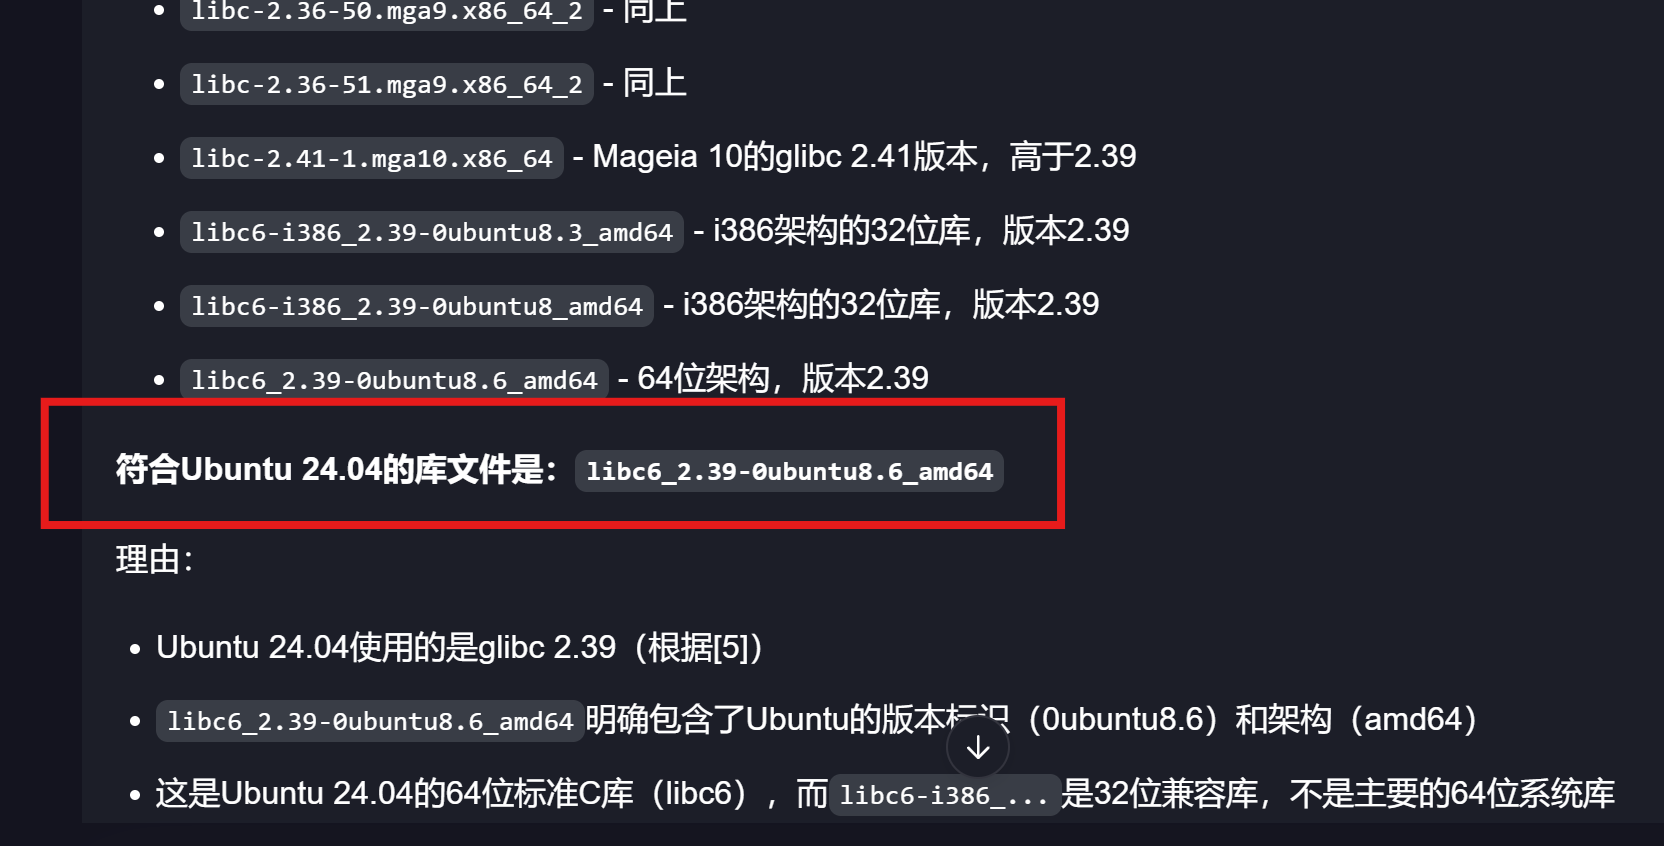 libc-2.36-50.mga9.x86_64_2 - 同上
libc-2.36-51.mga9.x86_64_2 - 同上
libc-2.41-1.mga10.x86_64 - Mageia 10的glibc 2.41版本，高于2.39
libc6-i386_2.39-0ubuntu8.3_amd64 - i386架构的32位库，版本2.39
libc6-i386_2.39-0ubuntu8_amd64 - i386架构的32位库，版本2.39
libc6_2.39-0ubuntu8.6_amd64 - 64位架构，版本2.39
符合Ubuntu 24.04的库文件是：libc6_2.39-0ubuntu8.6_amd64
理由：
Ubuntu 24.04使用的是glibc 2.39（根据[5]）
libc6_2.39-0ubuntu8.6_amd64明确包含了Ubuntu的版本标识（0ubuntu8.6）和架构（amd64）
这是Ubuntu 24.04的64位标准C库（libc6），而libc6-i386_...是32位兼容库，不是主要的64位系统库